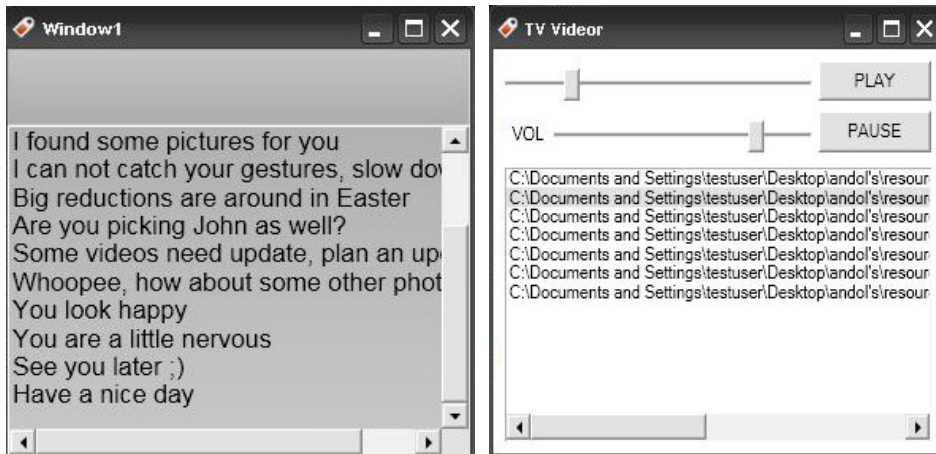 Window1
I found some pictures for you
I can not catch your gestures, slow dov
Big reductions are around in Easter
Are you picking John as well?
Some videos need update, plan an up
Whoopee, how about some other phot
You look happy
You are a little nervous
See you later ;)
Have a nice day
TV Videor
PLAY
VOL
PAUSE
C:\Documents and Settings\testuser\Desktop\andol's\resour
C:\Documents and Settings\testuser\Desktop\andol's\resour
C:\Documents and Settings\testuser\Desktop\andol's\resour
C:\Documents and Settings\testuser\Desktop\andol's\resour
C:\Documents and Settings\testuser\Desktop\andol's\resour
C:\Documents and Settings\testuser\Desktop\andol's\resour
C:\Documents and Settings\testuser\Desktop\andol's\resour